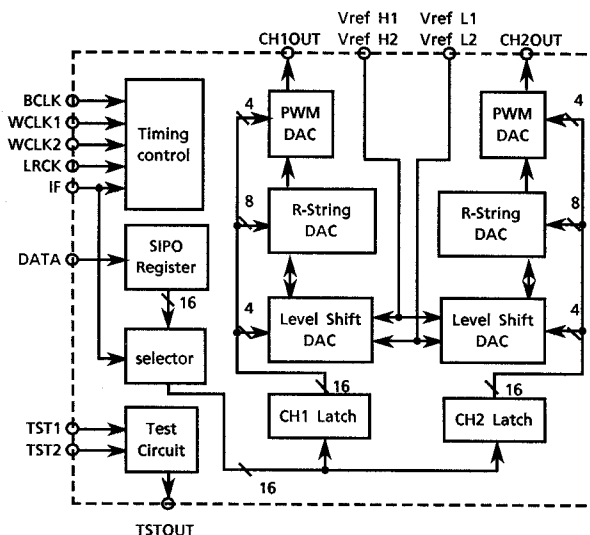 Vref H1 Vref L1
CH1OUT Vref H2 Vref L2 CH2OUT
BCLK
WCLK1
WCLK2
LRCK
IF
Timing
control
4
PWM
DAC
PWM
DAC
4
8
R-String
DAC
R-String
DAC
8
DATA
SIPO
Register
16
4
Level Shift
DAC
Level Shift
DAC
4
selector
16
16
CH1 Latch
CH2 Latch
TST1
TST2
Test
Circuit
16
TSTOUT